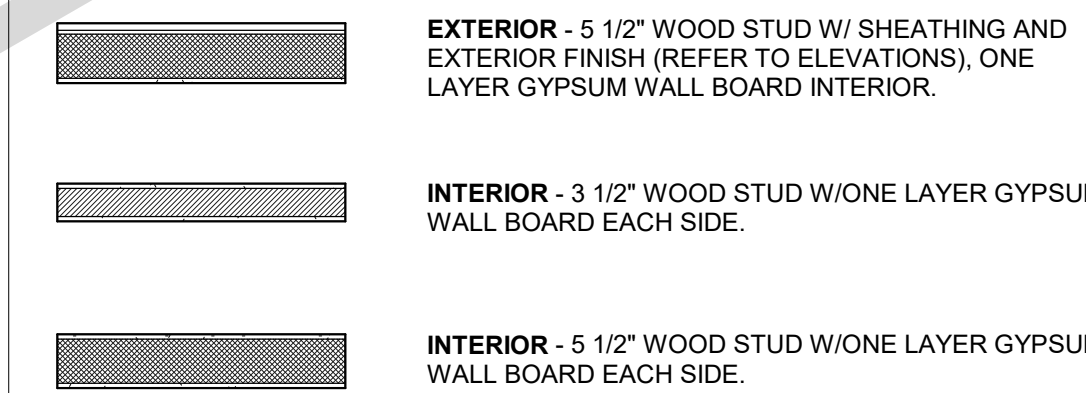 EXTERIOR - 5 1/2" WOOD STUD W/ SHEATHING AND
EXTERIOR FINISH (REFER TO ELEVATIONS), ONE
LAYER GYPSUM WALL BOARD INTERIOR.
INTERIOR - 3 1/2" WOOD STUD W/ONE LAYER
WALL BOARD EACH SIDE.
INTERIOR - 5 1/2" WOOD STUD W/ONE LAYER
WALL BOARD EACH SIDE.